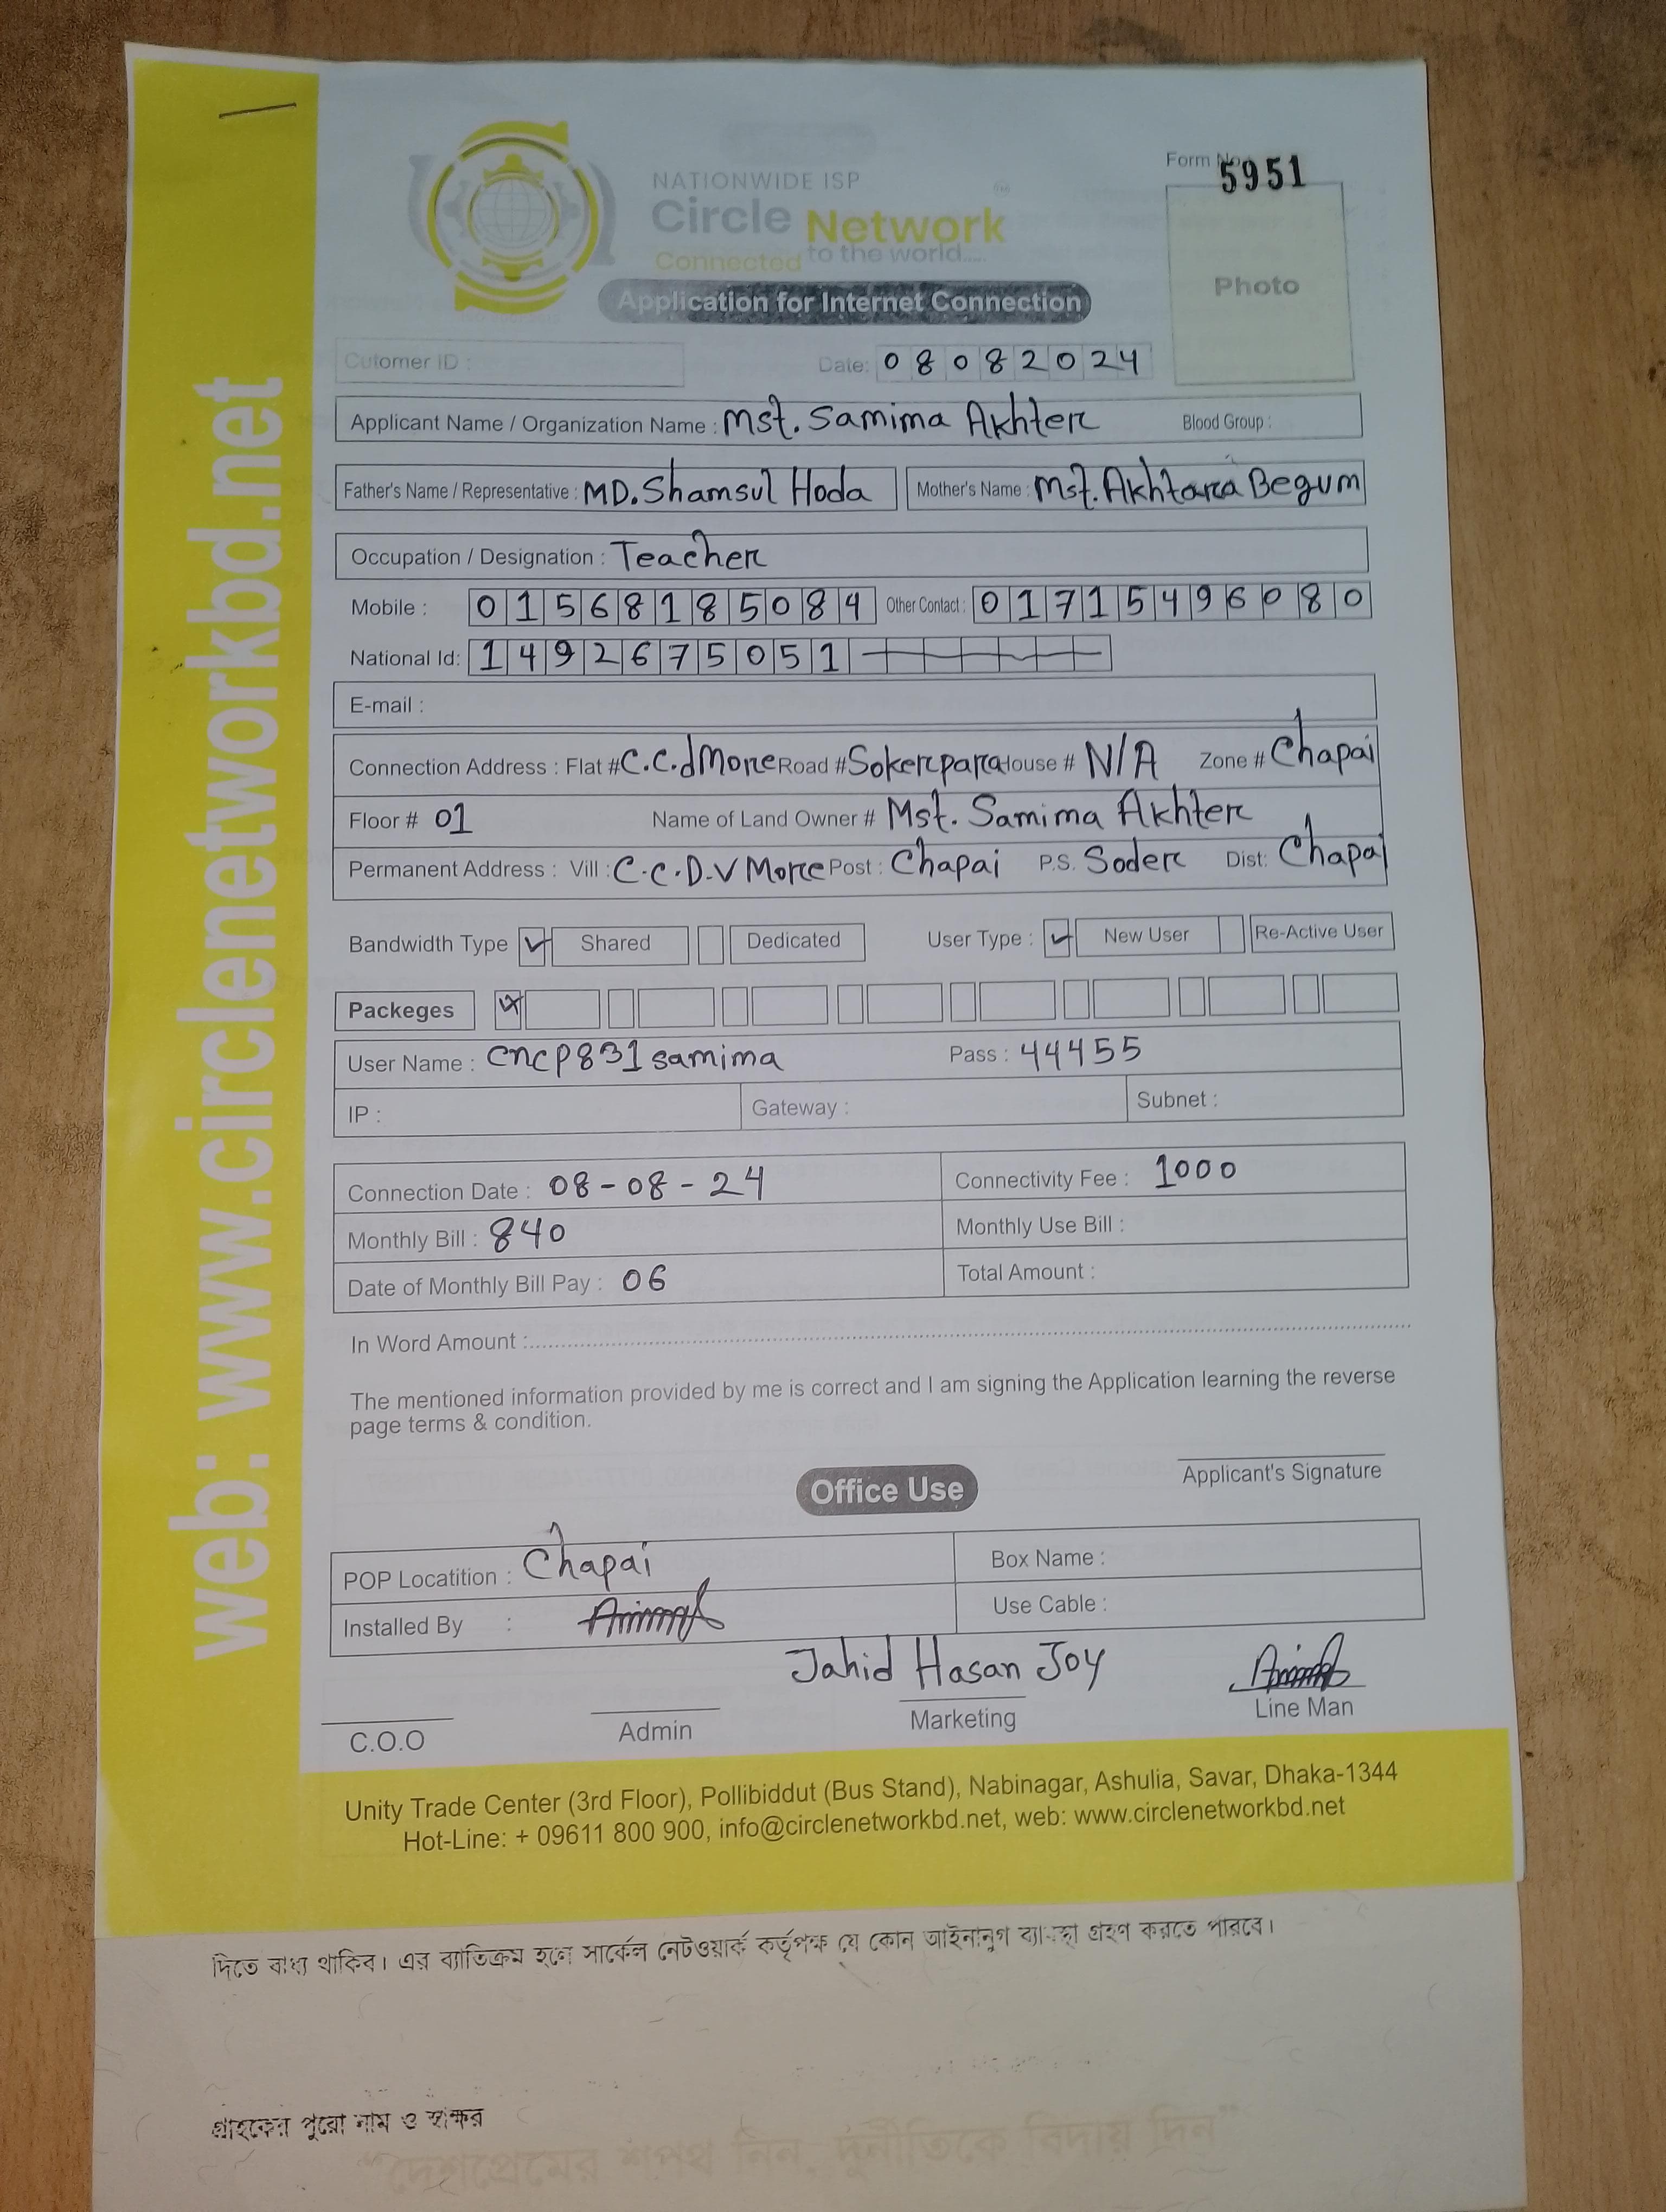 web: www.circlenetworkbd.net
NATIONWIDE ISP
Circle Network
Connected to the world.....
Form No 5951
Photo
Application for Internet Connection
Cutomer ID :
Date: 08082024
Applicant Name / Organization Name : Mst. Samima Akhter Blood Group :
Father's Name / Representative : MD. Shamsul Hoda Mother's Name : Mst. Akhtara Begum
Occupation / Designation : Teacher
Mobile : 01568185084 Other Contact : 01715496080
National Id: 1492675051
E-mail :
Connection Address : Flat # C.C.d More Road # Sokerpara House # N/A Zone # Chapai
Floor # 01 Name of Land Owner # Mst. Samima Akhter
Permanent Address : Vill : C.C.D.V More Post : Chapai P.S. Soder Dist: Chapai
Bandwidth Type Shared Dedicated User Type : New User Re-Active User
Packeges
User Name : cncp831samima Pass : 44455
IP : Gateway : Subnet :
Connection Date : 08-08-24 Connectivity Fee : 1000
Monthly Bill : 840 Monthly Use Bill :
Date of Monthly Bill Pay : 06 Total Amount :
In Word Amount :
The mentioned information provided by me is correct and I am signing the Application learning the reverse
page terms & condition.
Applicant's Signature
Office Use
POP Locatition : Chapai Box Name :
Installed By : Use Cable :
Jahid Hasan Joy
C.O.O Admin Marketing Line Man
Unity Trade Center (3rd Floor), Pollibiddut (Bus Stand), Nabinagar, Ashulia, Savar, Dhaka-1344
Hot-Line: + 09611 800 900, info@circlenetworkbd.net, web: www.circlenetworkbd.net
দিতে বাধ্য থাকিব। এর ব্যতিক্রম হলে সার্কেল নেটওয়ার্ক কর্তৃপক্ষ যে কোন আইনানুগ ব্যবস্থা গ্রহণ করতে পারবে।
গ্রাহকের পুরো নাম ও স্বাক্ষর
"দেশপ্রেমের শপথ নিন, দুর্নীতিকে বিদায় দিন"